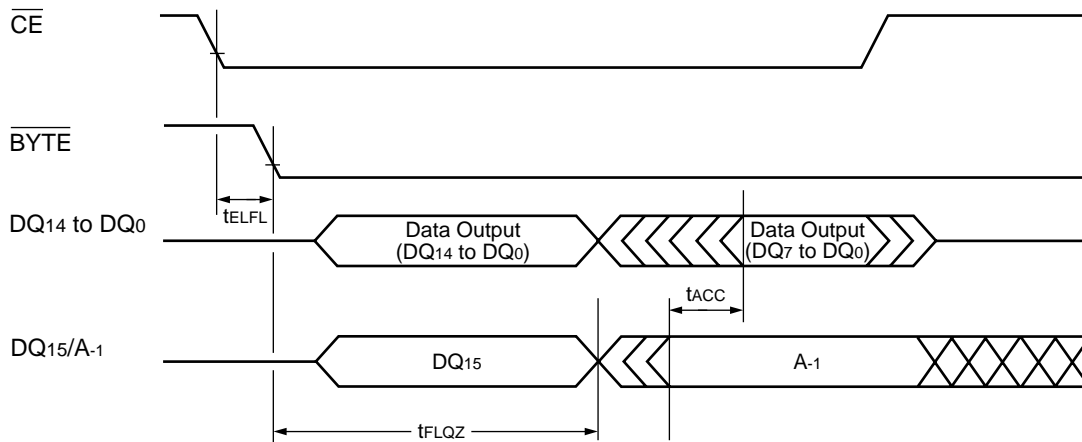 CE
BYTE
tELFL
DQ14 to DQ0
Data Output
(DQ14 to DQ0)
Data Output
(DQ7 to DQ0)
tACC
DQ15/A-1
DQ15
A-1
tFLQZ